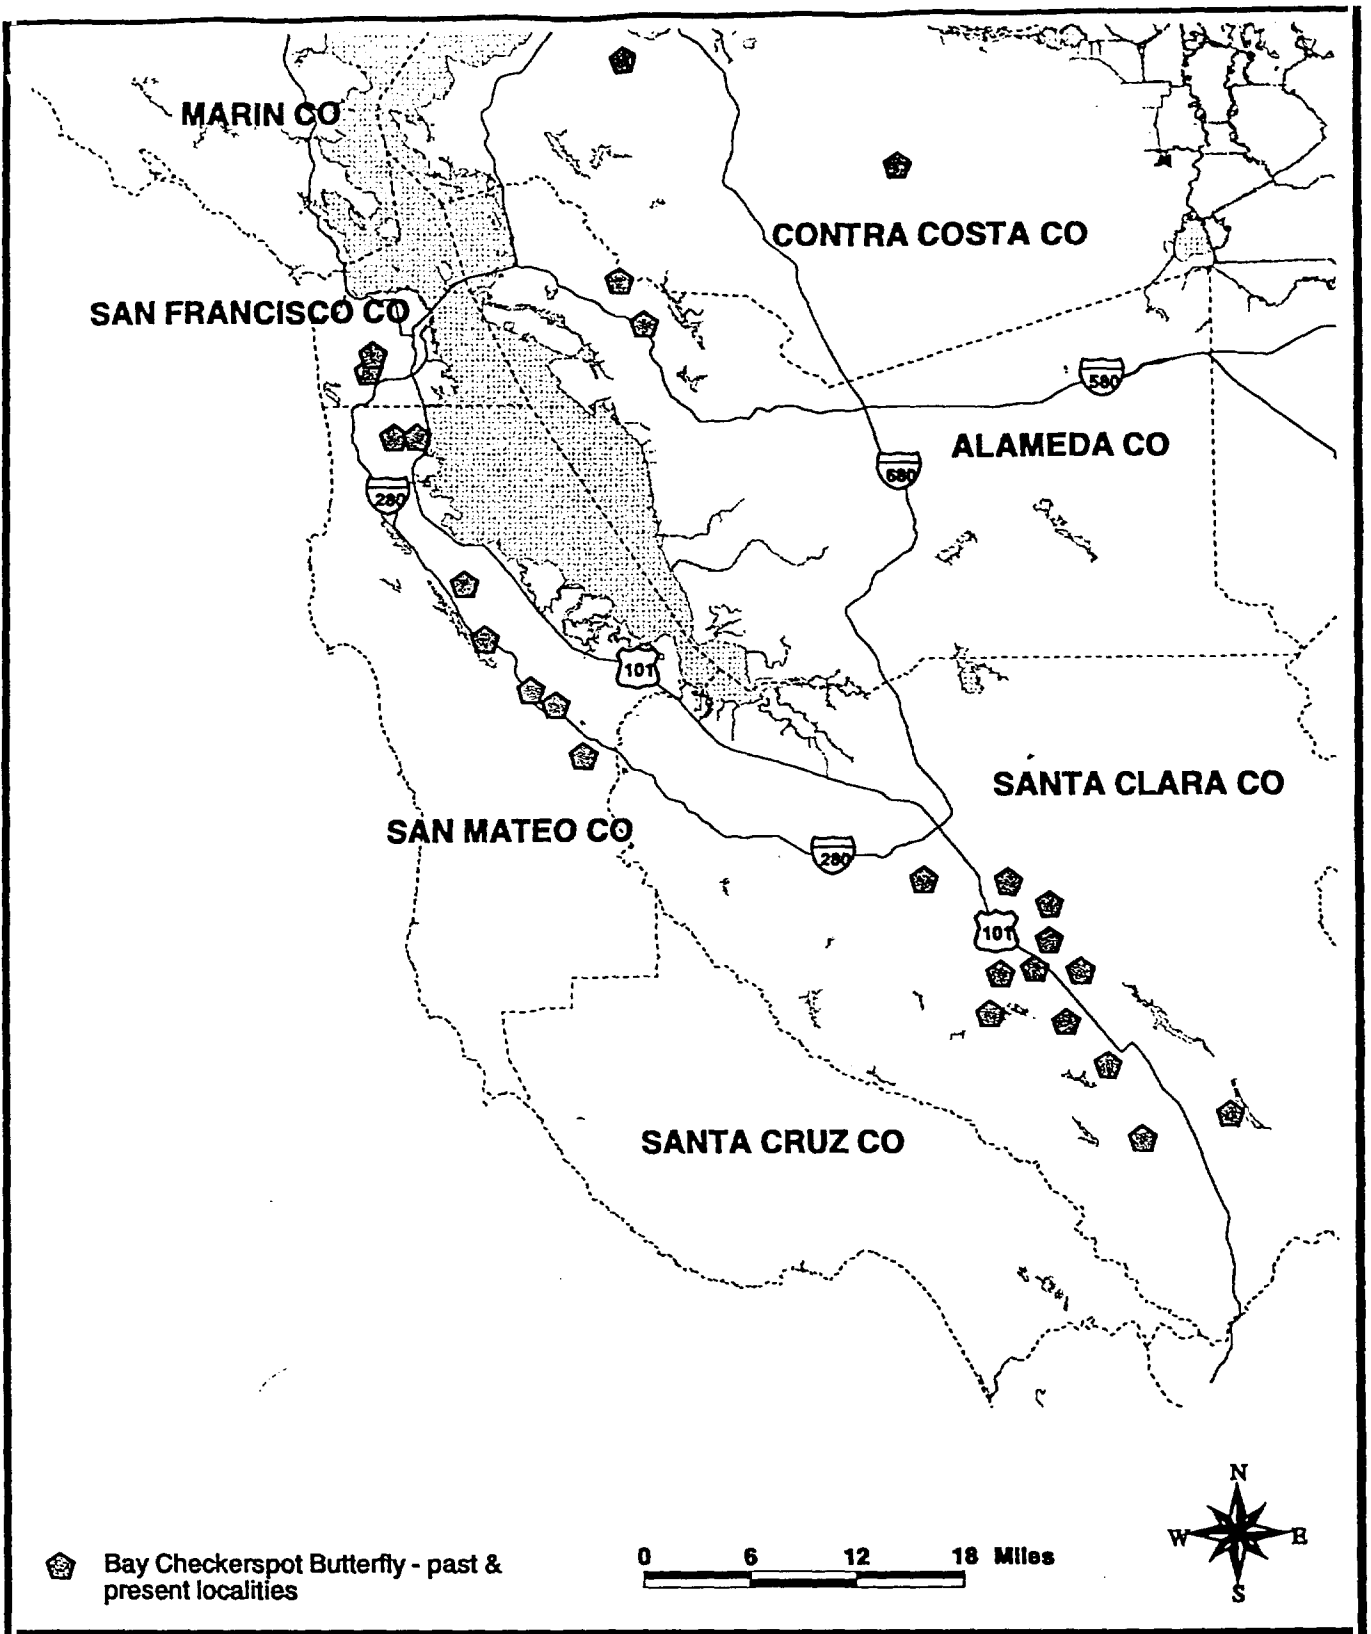 MARIN CO
CONTRA COSTA CO
SAN FRANCISCO CO
580
ALAMEDA CO
680
280
101
SANTA CLARA CO
SAN MATEO CO
280
101
SANTA CRUZ CO
N
W E
S
0 6 12 18 Miles
Bay Checkerspot Butterfly - past &
present localities